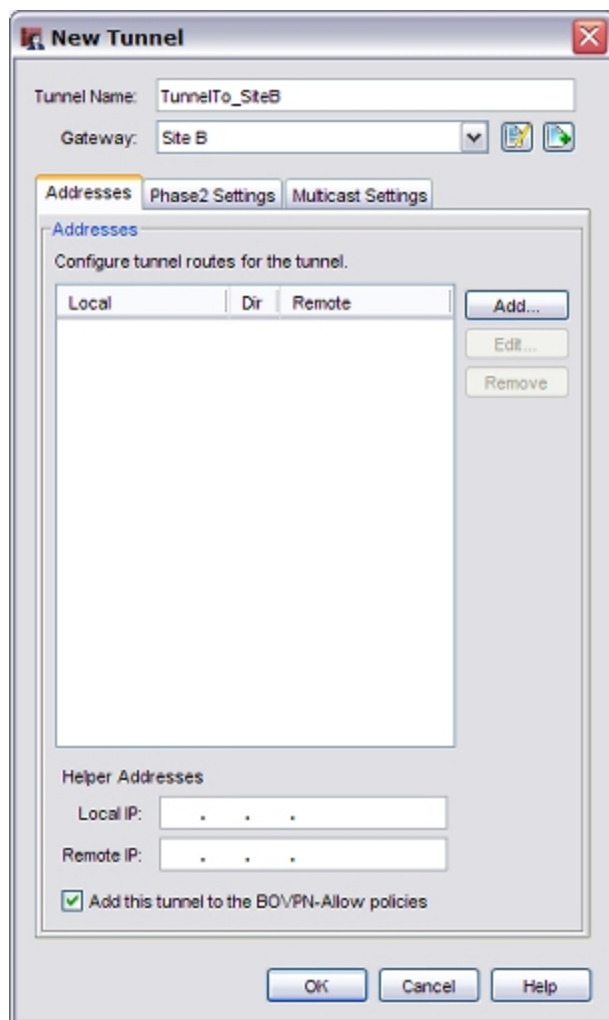 New Tunnel
Tunnel Name: TunnelTo_SiteB
Gateway: Site B
Addresses Phase2 Settings Multicast Settings
Addresses
Configure tunnel routes for the tunnel.
Local Dir Remote
Add...
Edit...
Remove
Helper Addresses
Local IP: . . .
Remote IP: . . .
Add this tunnel to the BOVPN-Allow policies
OK Cancel Help